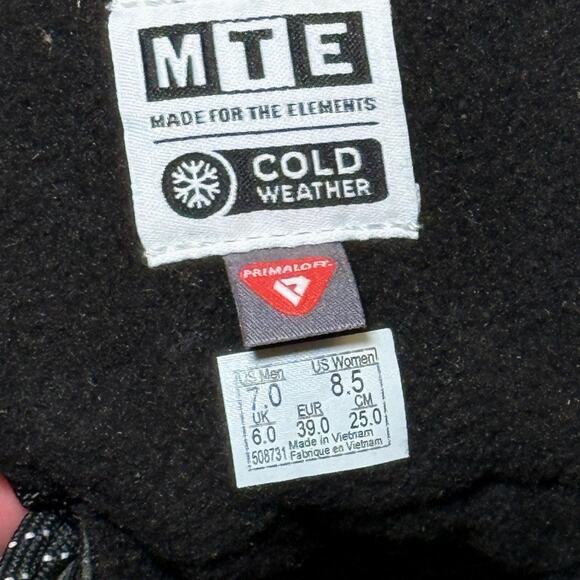 MTE
MADE FOR THE ELEMENTS
COLD
WEATHER
PRIMALOFT
US Men US Women
7.0 8.5
UK EUR CM
6.0 39.0 25.0
Made in Vietnam
508731 Fabrique en Vietnam